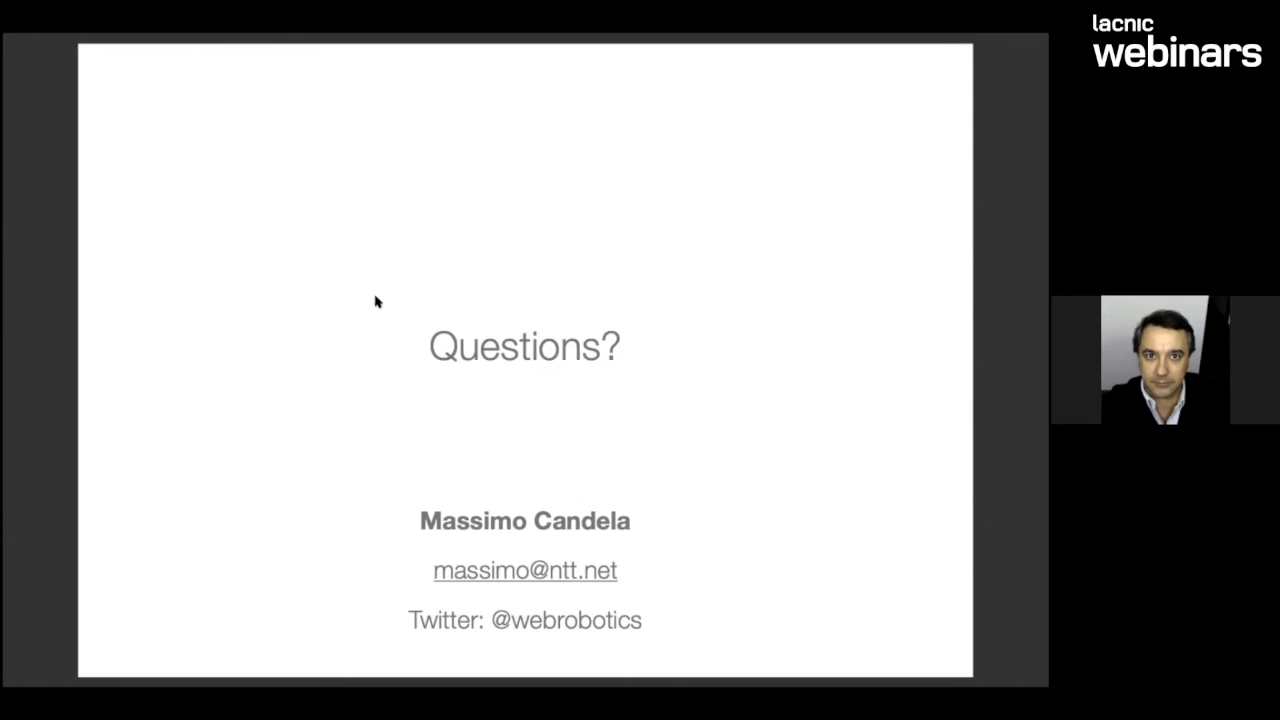 lacnic
webinars
Questions?
Massimo Candela
massimo@ntt.net
Twitter: @webrobotics